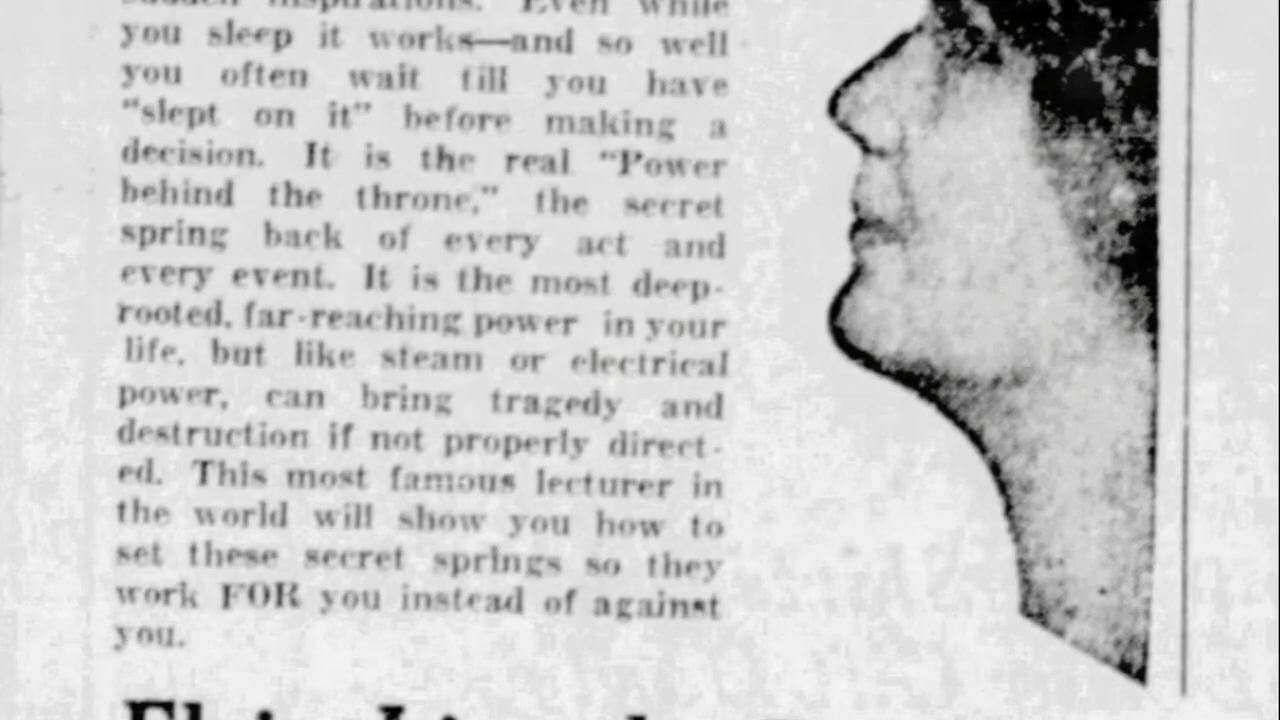 sudden inspirations. Even while
you sleep it works—and so well
you often wait till you have
"slept on it" before making a
decision. It is the real "Power
behind the throne," the secret
spring back of every act and
every event. It is the most deep-
rooted, far-reaching power in your
life, but like steam or electrical
power, can bring tragedy and
destruction if not properly direct-
ed. This most famous lecturer in
the world will show you how to
set these secret springs so they
work FOR you instead of against
you.